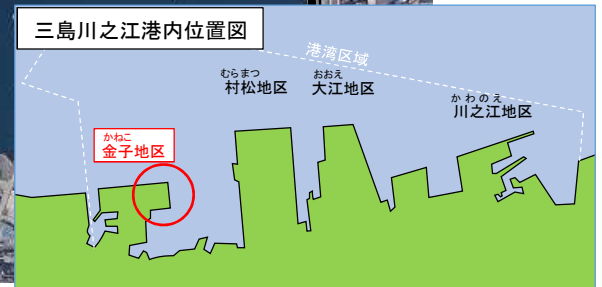 三島川之江港内位置図
港湾区域
むらまつ
村松地区
おおえ
大江地区
かわのえ
川之江地区
かねこ
金子地区